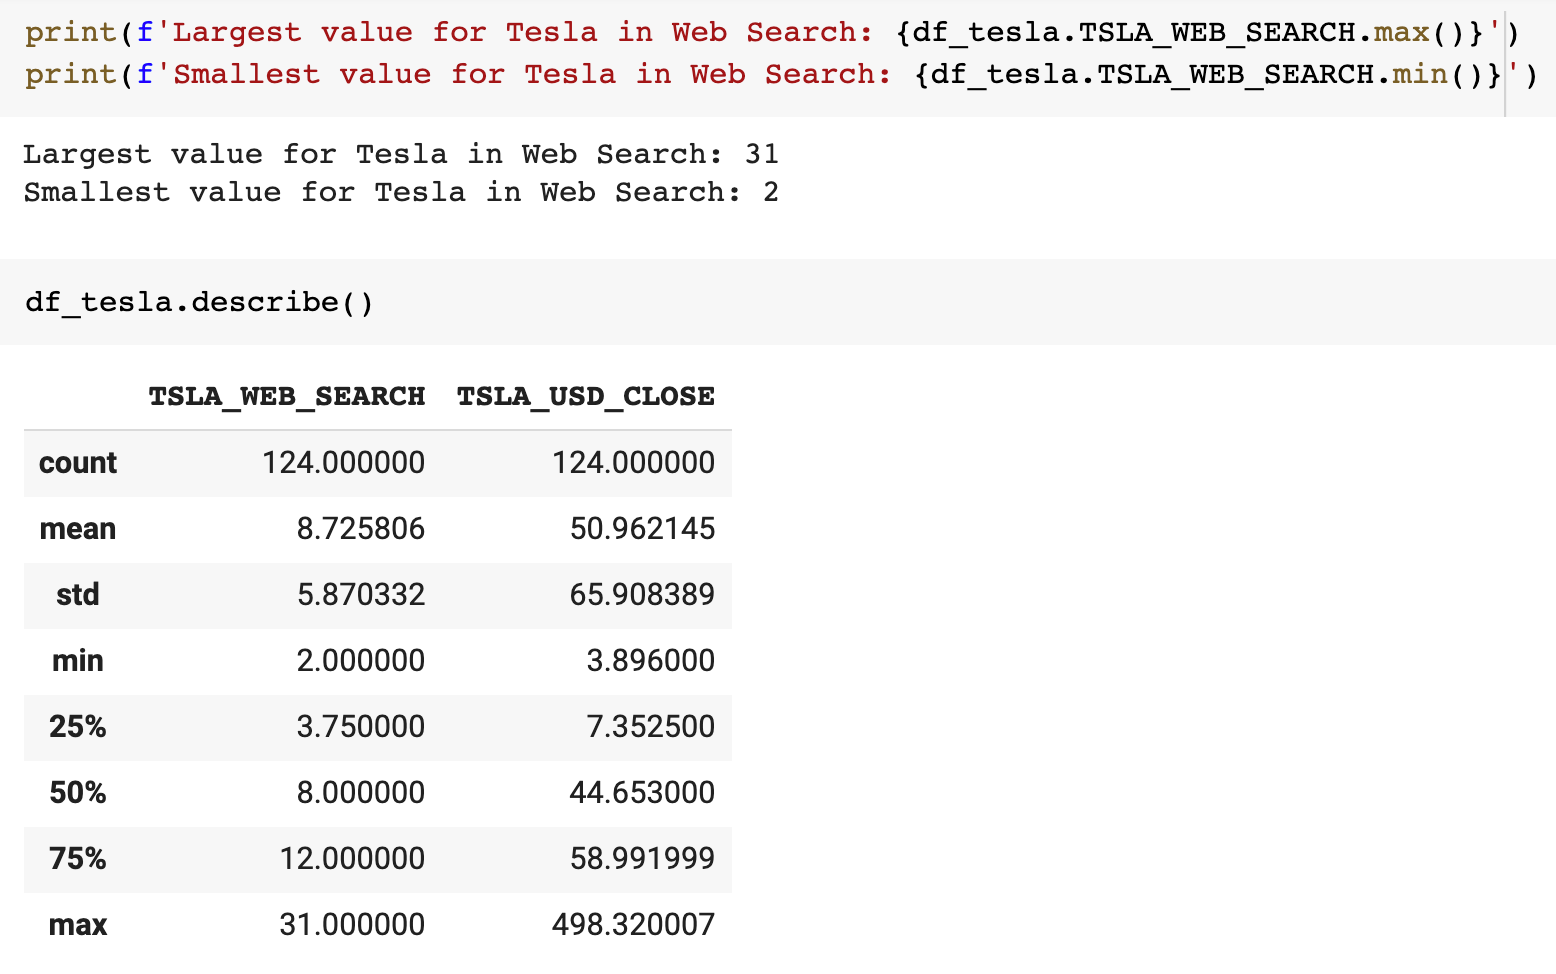 print(f'Largest value for Tesla in Web Search: {df_tesla.TSLA_WEB_SEARCH.max()}')
print(f'Smallest value for Tesla in Web Search: {df_tesla.TSLA_WEB_SEARCH.min()}')
Largest value for Tesla in Web Search: 31
Smallest value for Tesla in Web Search: 2
df_tesla.describe()
TSLA_WEB_SEARCH TSLA_USD_CLOSE
count 124.000000 124.000000
mean 8.725806 50.962145
std 5.870332 65.908389
min 2.000000 3.896000
25% 3.750000 7.352500
50% 8.000000 44.653000
75% 12.000000 58.991999
max 31.000000 498.320007